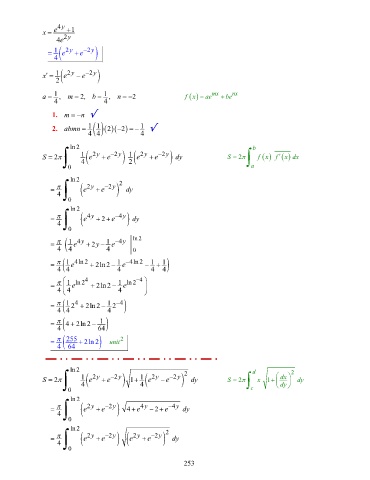 x = (e^{4y} + 1)/(4e^{2y})
= 1/4 (e^{2y} + e^{-2y})
x' = 1/2 (e^{2y} − e^{-2y})
a = 1/4, m = 2, b = 1/4, n = −2    f(x) = ae^{mx} + be^{nx}
1. m = −n ✓
2. abmn = 1/4 (1/4)(2)(−2) = −1/4 ✓
S = 2π ∫_0^{ln 2} 1/4 (e^{2y} + e^{-2y}) 1/2 (e^{2y} + e^{-2y}) dy    S = 2π ∫_a^b f(x) f'(x) dx
= π/4 ∫_0^{ln 2} (e^{2y} + e^{-2y})^2 dy
= π/4 ∫_0^{ln 2} (e^{4y} + 2 + e^{-4y}) dy
= π/4 (1/4 e^{4y} + 2y − 1/4 e^{-4y} |_0^{ln 2}
= π/4 (1/4 e^{4 ln 2} + 2 ln 2 − 1/4 e^{-4 ln 2} − 1/4 + 1/4)
= π/4 (1/4 e^{ln 2^4} + 2 ln 2 − 1/4 e^{ln 2^{-4}})
= π/4 (1/4 2^4 + 2 ln 2 − 1/4 2^{-4})
= π/4 (4 + 2 ln 2 − 1/64)
= π/4 (255/64 + 2 ln 2) unit^2
S = 2π ∫_0^{ln 2} 1/4 (e^{2y} + e^{-2y}) √(1 + 1/4 (e^{2y} − e^{-2y})^2) dy    S = 2π ∫_c^d x √(1 + (dx/dy)^2) dy
= π/4 ∫_0^{ln 2} (e^{2y} + e^{-2y}) √(4 + e^{4y} − 2 + e^{-4y}) dy
= π/4 ∫_0^{ln 2} (e^{2y} + e^{-2y}) √((e^{2y} + e^{-2y})^2) dy
253